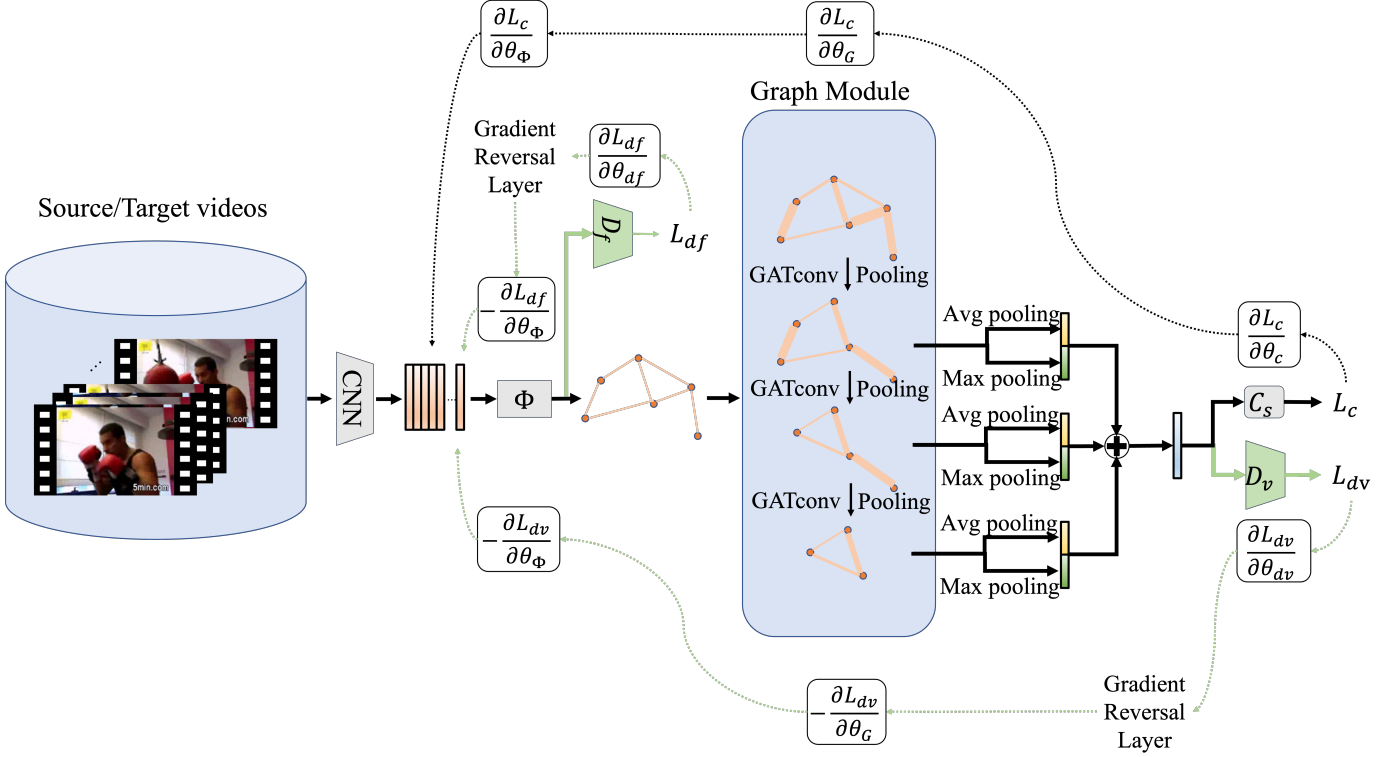 ∂L_c
∂θ_Φ
∂L_c
∂θ_G
Graph Module
Gradient
Reversal
Layer
∂L_df
∂θ_df
Source/Target videos
D_f
L_df
GATconv
Pooling
−∂L_df
∂θ_Φ
Avg pooling
Max pooling
∂L_c
∂θ_c
CNN
Φ
GATconv
Pooling
C_s
L_c
Avg pooling
Max pooling
5min.com
D_v
L_dv
GATconv
Pooling
Avg pooling
Max pooling
−∂L_dv
∂θ_Φ
∂L_dv
∂θ_dv
−∂L_dv
∂θ_G
Gradient
Reversal
Layer